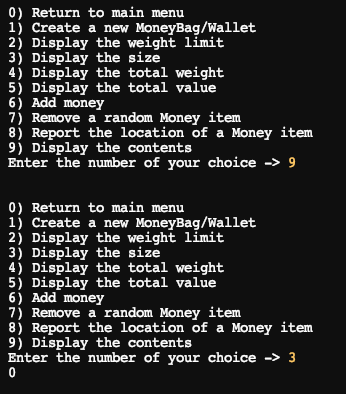 0) Return to main menu
1) Create a new MoneyBag/Wallet
2) Display the weight limit
3) Display the size
4) Display the total weight
5) Display the total value
6) Add money
7) Remove a random Money item
8) Report the location of a Money item
9) Display the contents
Enter the number of your choice -> 9
0) Return to main menu
1) Create a new MoneyBag/Wallet
2) Display the weight limit
3) Display the size
4) Display the total weight
5) Display the total value
6) Add money
7) Remove a random Money item
8) Report the location of a Money item
9) Display the contents
Enter the number of your choice -> 3
0